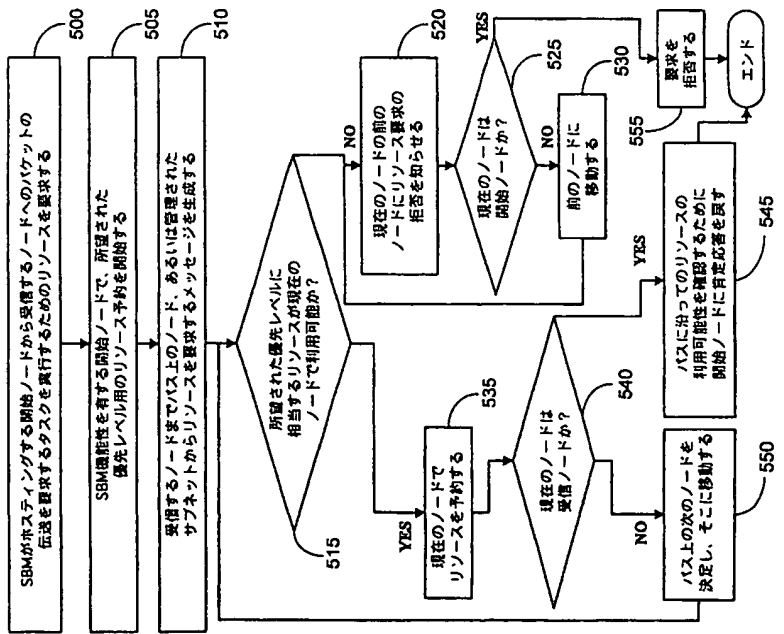 SBMがホスティングする開始ノードから受信するノードへのパケットの
伝送を要求するタスクを実行するためのリソースを要求する
500
SBM機能性を有する開始ノードで、所望された
優先レベル用のリソース予約を開始する
505
受信するノードまでパス上のノード、あるいは管理された
サブネットからリソースを要求するメッセージを生成する
510
所望された優先レベルに
相当するリソースが現在の
ノードで利用可能か?
515
NO
現在のノードの前の
ノードにリソース要求の
拒否を知らせる
520
現在のノードは
開始ノードか?
525
YES
NO
前のノードに
移動する
530
要求を
拒否する
555
エンド
YES
現在のノードで
リソースを予約する
535
現在のノードは
受信ノードか?
540
YES
パスに沿ってのリソースの
利用可能性を確認するために
開始ノードに肯定応答を戻す
545
NO
パス上の次のノードを
決定し、そこに移動する
550